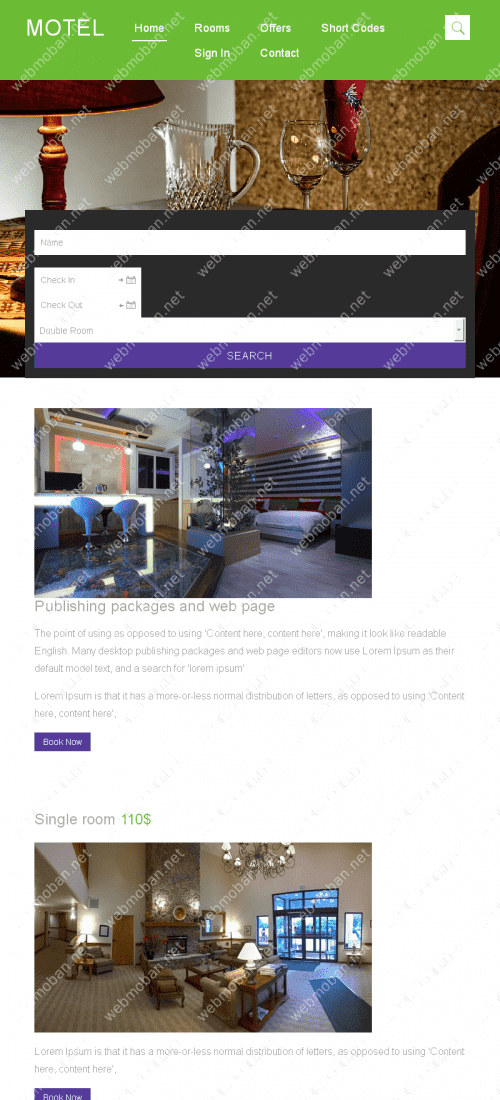 MOTEL
Home Rooms Offers Short Codes
Sign In Contact
Name
Check In
Check Out
Double Room
SEARCH
Publishing packages and web page
The point of using as opposed to using 'Content here, content here', making it look like readable
English. Many desktop publishing packages and web page editors now use Lorem Ipsum as their
default model text, and a search for 'lorem ipsum'
Lorem Ipsum is that it has a more-or-less normal distribution of letters, as opposed to using 'Content
here, content here',
Book Now
Single room 110$
Lorem Ipsum is that it has a more-or-less normal distribution of letters, as opposed to using 'Content
here, content here',
Book Now
webmoban.net